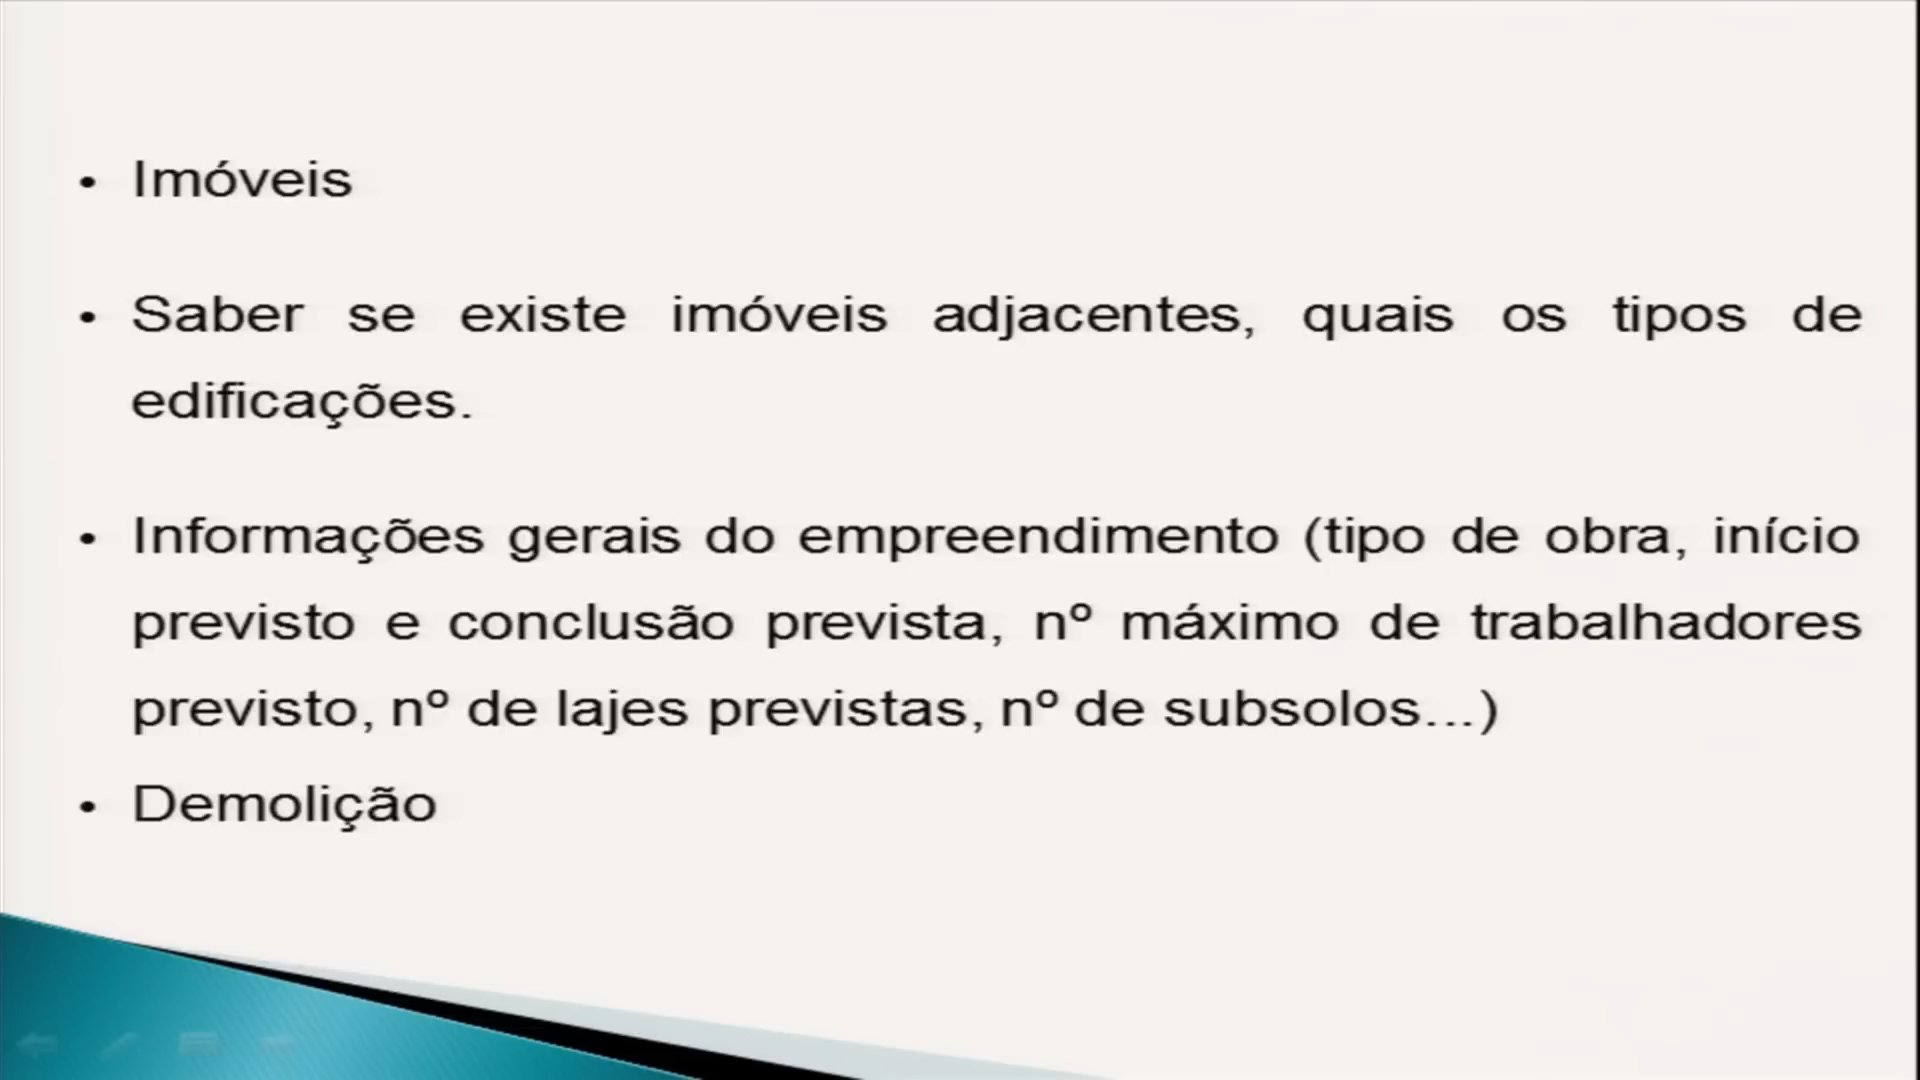 • Imóveis
• Saber se existe imóveis adjacentes, quais os tipos de
edificações.
• Informações gerais do empreendimento (tipo de obra, início
previsto e conclusão prevista, nº máximo de trabalhadores
previsto, nº de lajes previstas, nº de subsolos...)
• Demolição